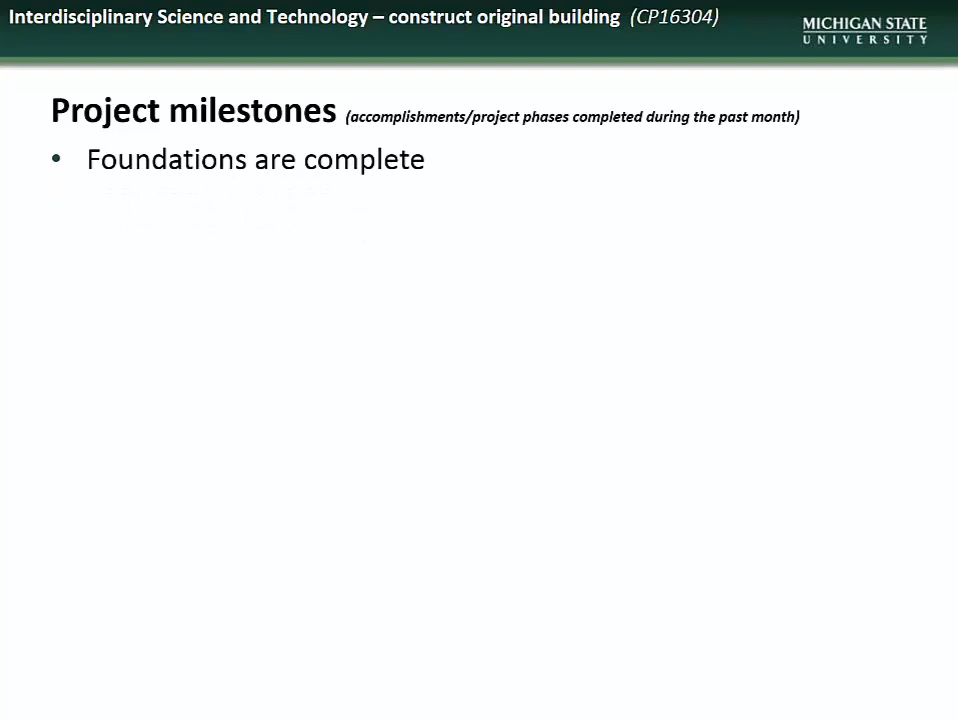 Interdisciplinary Science and Technology – construct original building (CP16304)
MICHIGAN STATE
UNIVERSITY
Project milestones (accomplishments/project phases completed during the past month)
• Foundations are complete